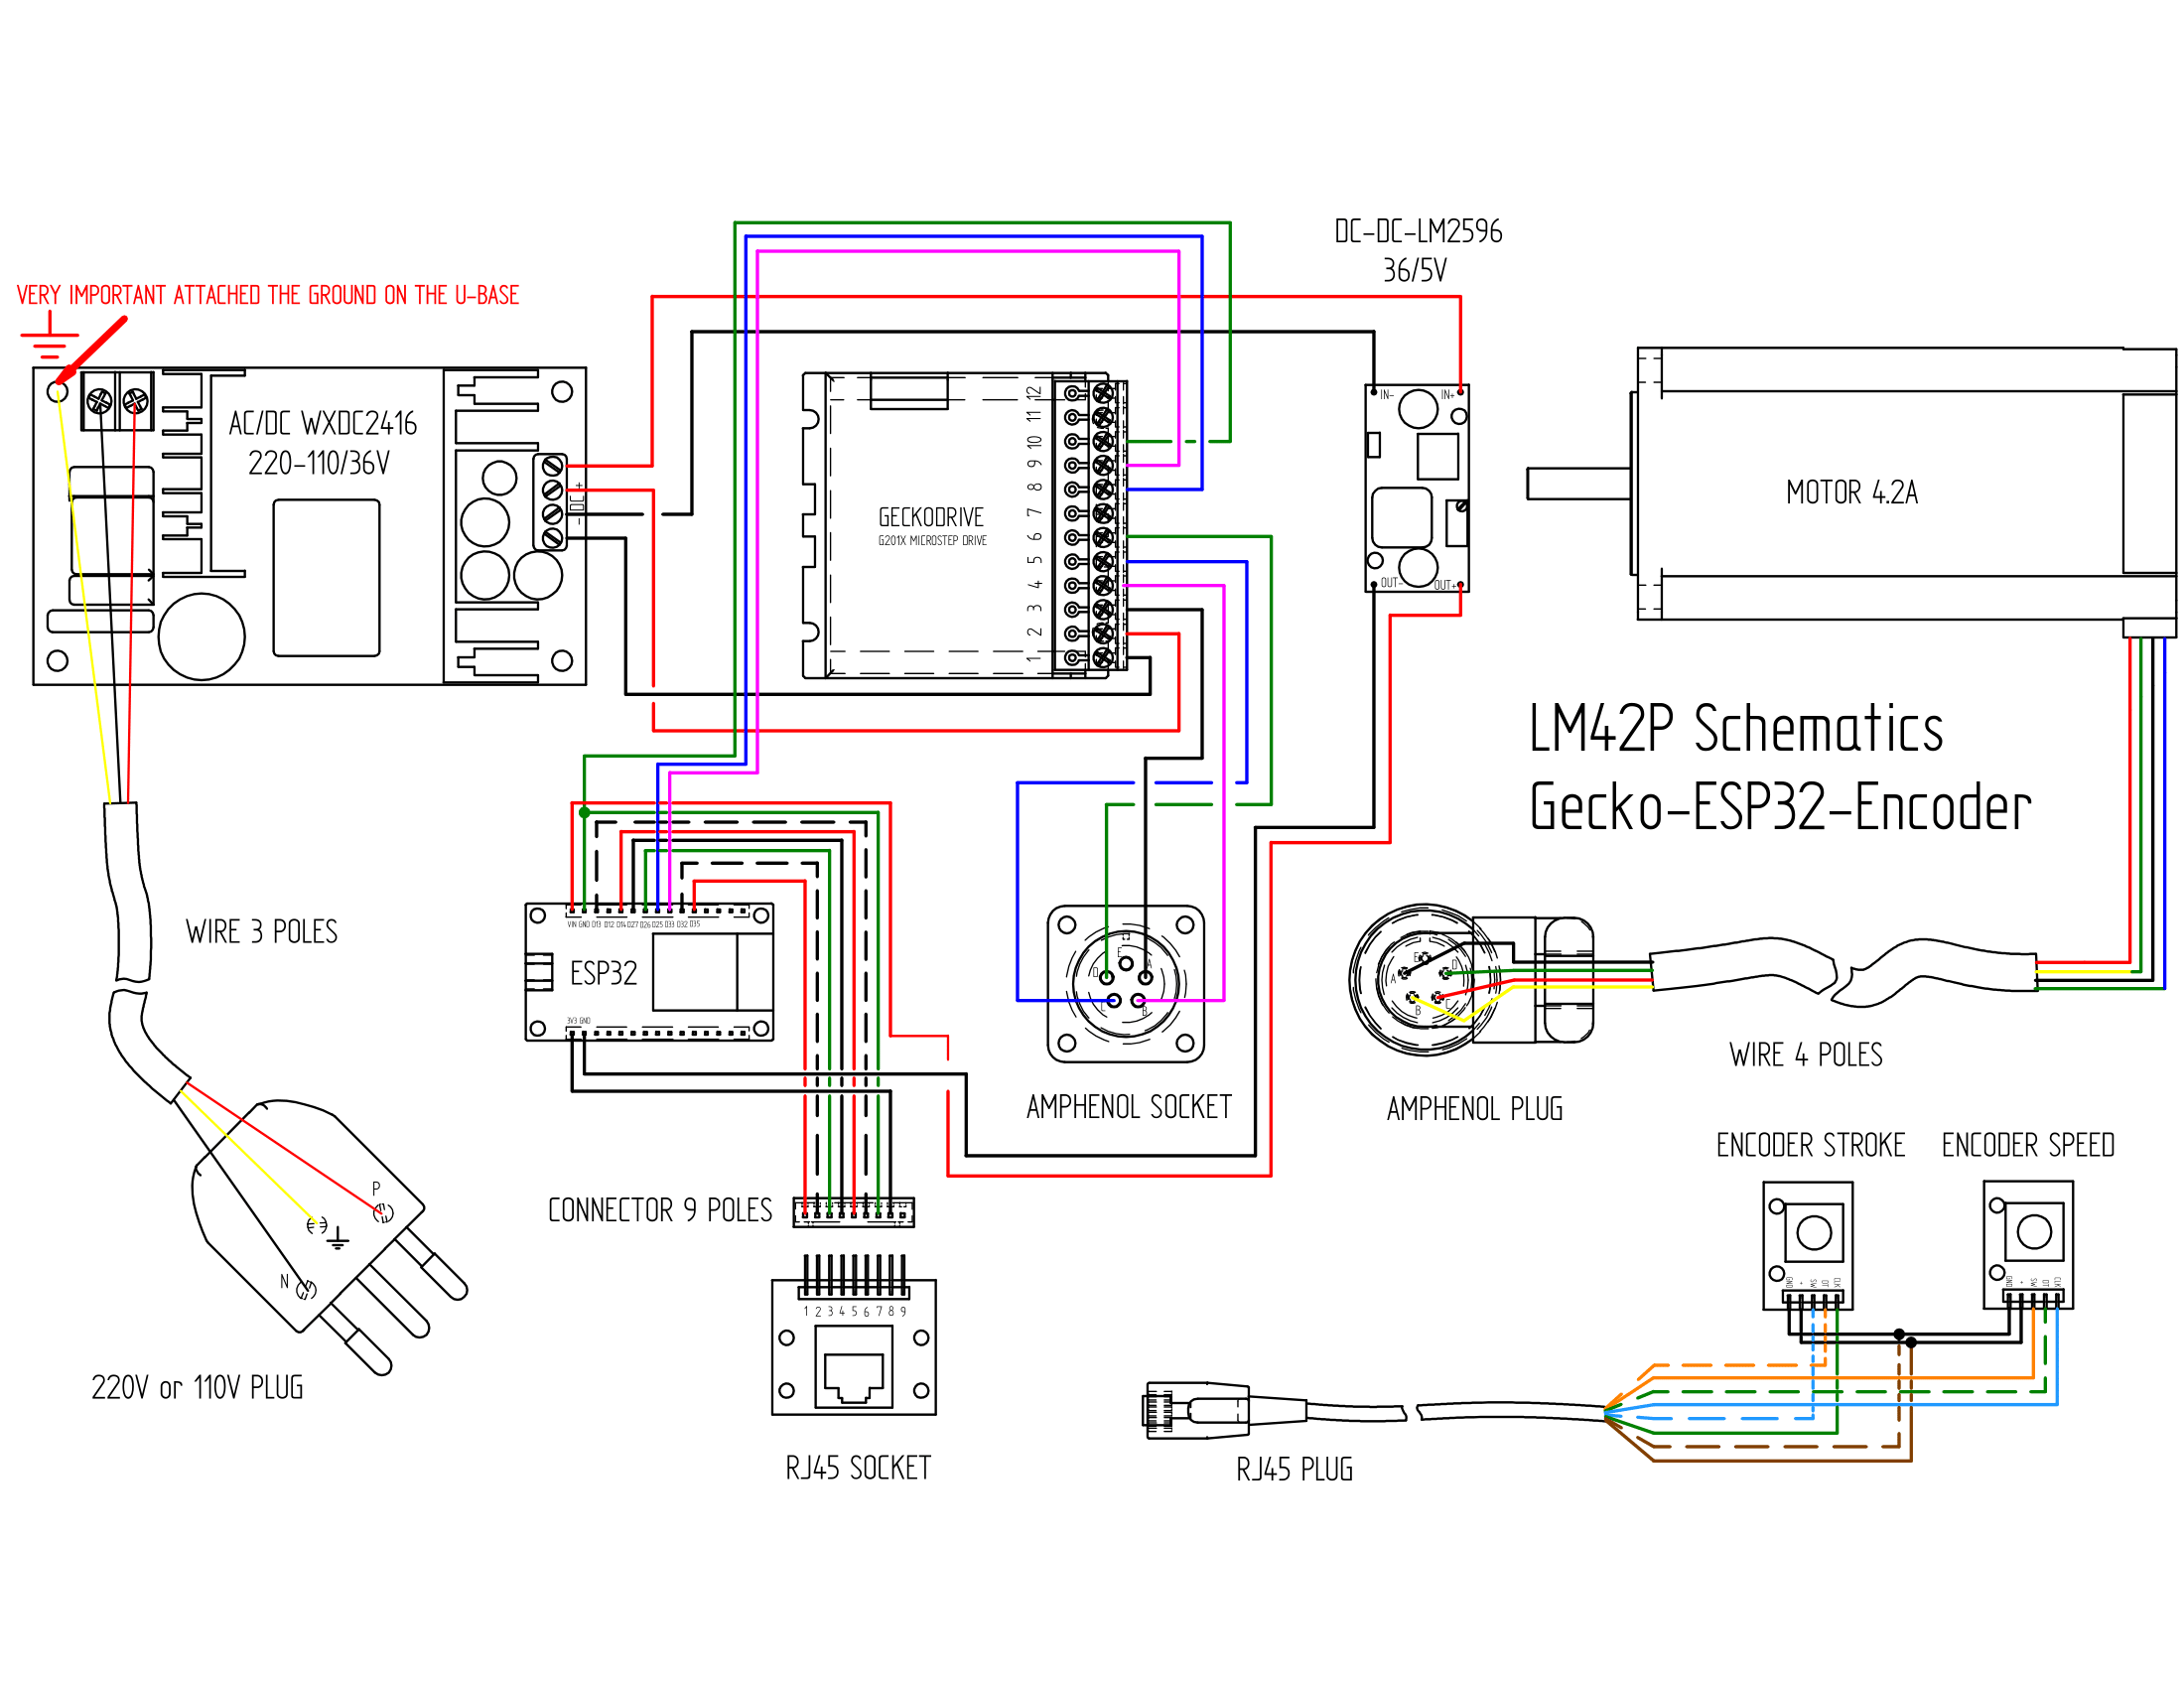 DC-DC-LM2596
36/5V
VERY IMPORTANT ATTACHED THE GROUND ON THE U-BASE
AC/DC WXDC2416
220-110/36V
- DC +
GECKODRIVE
G201X MICROSTEP DRIVE
12
11
10
9
8
7
6
5
4
3
2
1
IN-
IN+
OUT-
OUT+
MOTOR 4.2A
LM42P Schematics
Gecko-ESP32-Encoder
WIRE 3 POLES
VIN GND D13 D12 D14 D27 D26 D25 D33 D32 D35
ESP32
3V3 GND
E
A
D
C
B
AMPHENOL SOCKET
E
D
A
C
B
AMPHENOL PLUG
WIRE 4 POLES
ENCODER STROKE
ENCODER SPEED
GND + SW DT CLK
GND + SW DT CLK
CONNECTOR 9 POLES
1 2 3 4 5 6 7 8 9
RJ45 SOCKET
RJ45 PLUG
P
N
220V or 110V PLUG